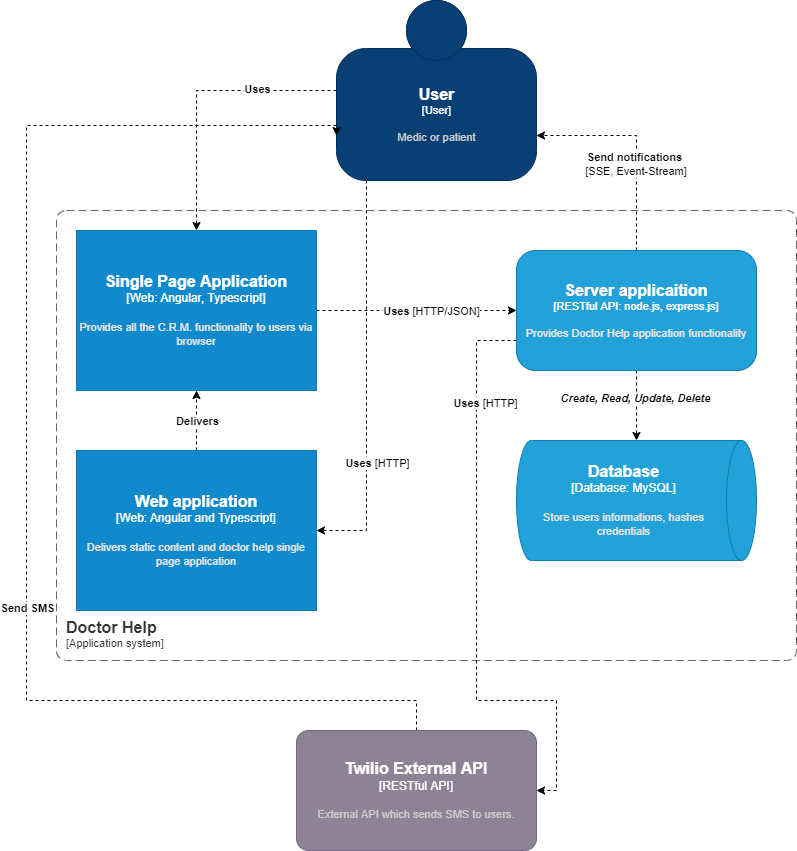 User
[User]
Medic or patient
Uses
Send notifications
[SSE, Event-Stream]
Single Page Application
[Web: Angular, Typescript]
Provides all the C.R.M. functionality to users via
browser
Uses [HTTP/JSON]
Server applicaition
[RESTful API: node.js, express.js]
Provides Doctor Help application functionality
Delivers
Uses [HTTP]
Uses [HTTP]
Create, Read, Update, Delete
Web application
[Web: Angular and Typescript]
Delivers static content and doctor help single
page application
Database
[Database: MySQL]
Store users informations, hashes
credentials
Send SMS
Doctor Help
[Application system]
Twilio External API
[RESTful API]
External API which sends SMS to users.